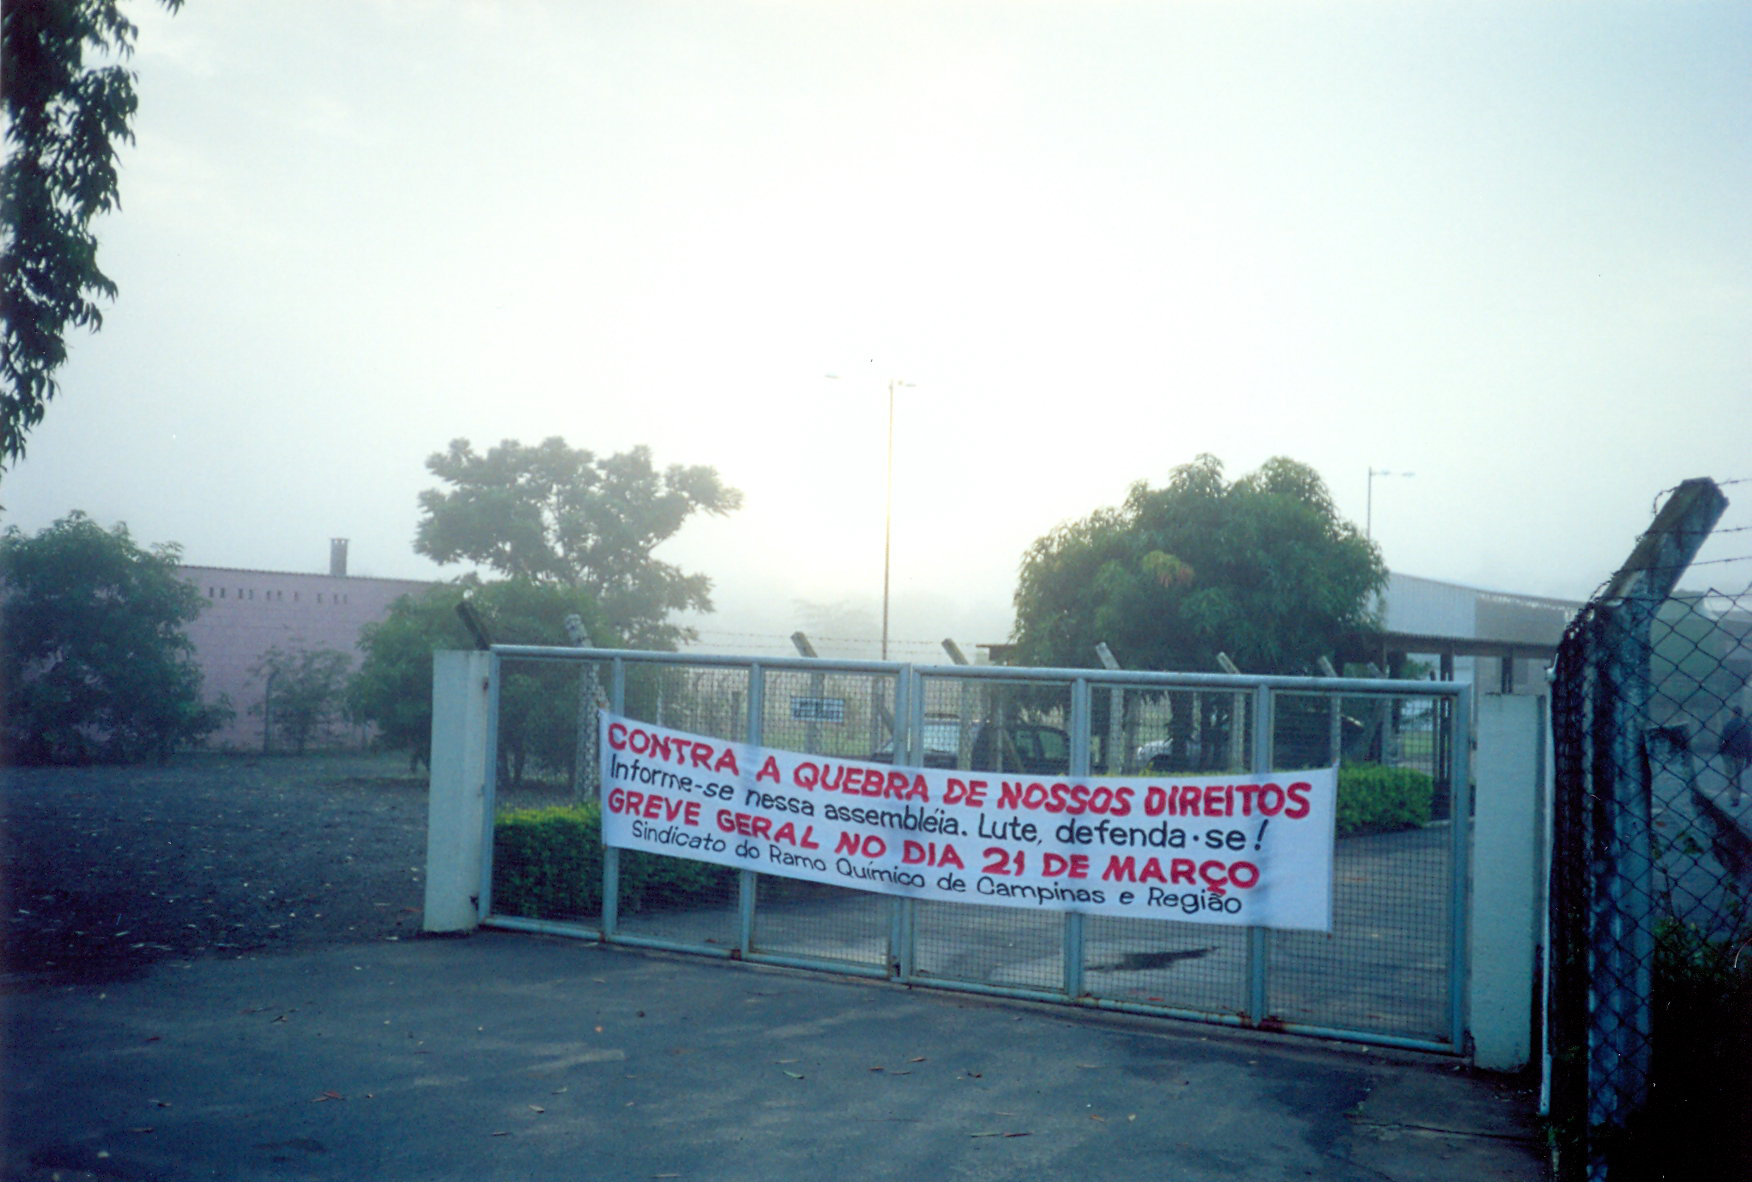 CONTRA A QUEBRA DE NOSSOS DIREITOS
Informe-se nessa assembléia. Lute, defenda-se!
GREVE GERAL NO DIA 21 DE MARÇO
Sindicato do Ramo Químico de Campinas e Região